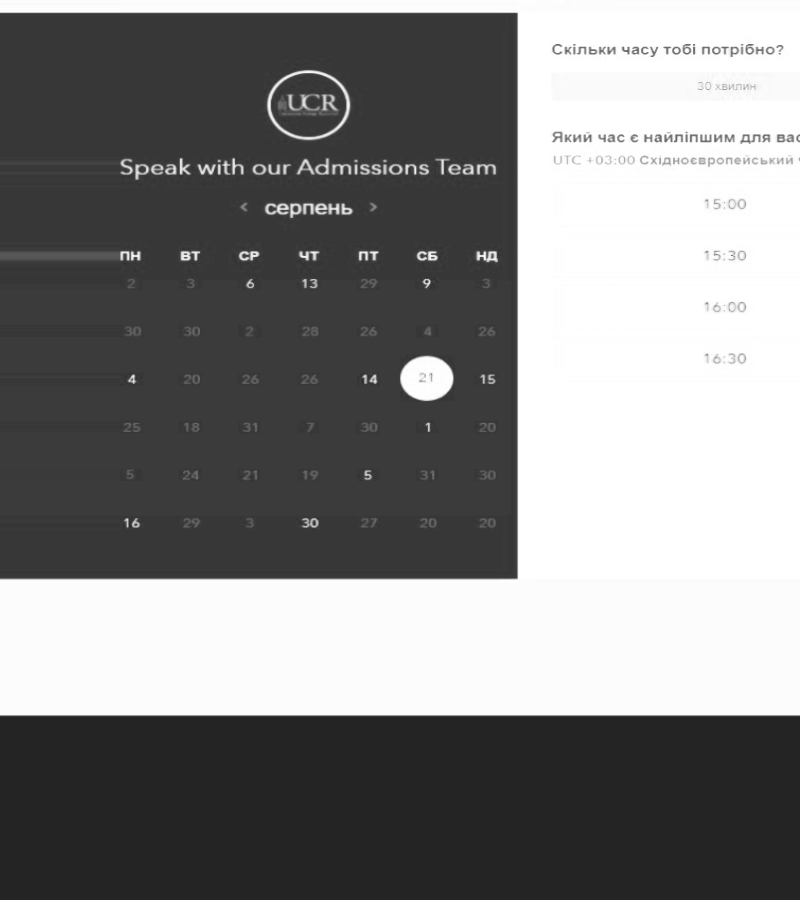 UCR
Speak with our Admissions Team
< серпень >
ПН ВТ СР ЧТ ПТ СБ НД
2 3 6 13 29 9 3
30 30 2 28 26 4 26
4 20 26 26 14 21 15
25 18 31 7 30 1 20
5 24 21 19 5 31 30
16 29 3 30 27 20 20
Скільки часу тобі потрібно?
30 хвилин
Який час є найліпшим для вас
UTC +03:00 Східноєвропейський
15:00
15:30
16:00
16:30